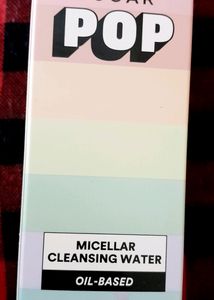 POP
MICELLAR
CLEANSING WATER
OIL-BASED